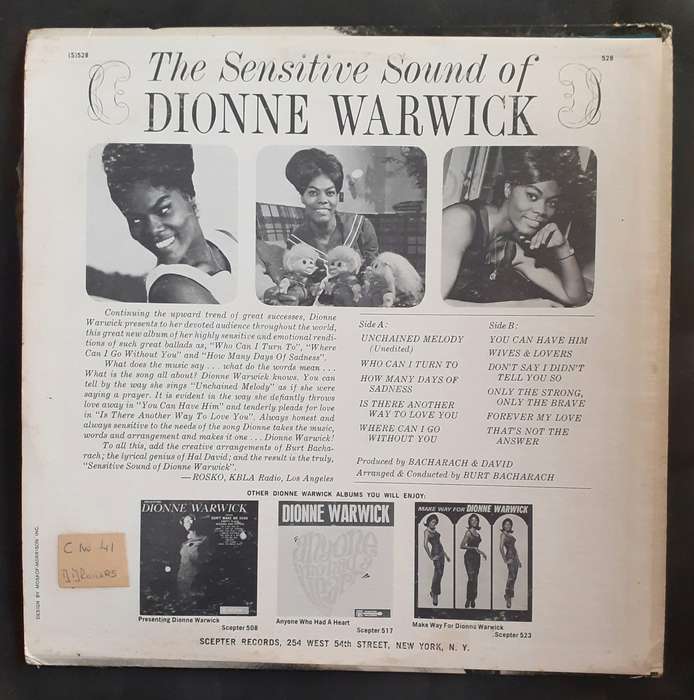 (S)528
528
The Sensitive Sound of
DIONNE WARWICK
Continuing the upward trend of great successes, Dionne
Warwick presents to her devoted audience throughout the world,
this great new album of her highly sensitive and emotional rendi-
tions of such great ballads as, "Who Can I Turn To", "Where
Can I Go Without You" and "How Many Days Of Sadness".
What does the music say . . . what do the words mean . . .
What is the song all about? Dionne Warwick knows. You can
tell by the way she sings "Unchained Melody" as if she were
saying a prayer. It is evident in the way she defiantly throws
love away in "You Can Have Him" and tenderly pleads for love
in "Is There Another Way To Love You". Always honest and
always sensitive to the needs of the song Dionne takes the music,
words and arrangement and makes it one . . . Dionne Warwick!
To all this, add the creative arrangements of Burt Bacha-
rach; the lyrical genius of Hal David; and the result is the truly,
"Sensitive Sound of Dionne Warwick".
—ROSKO, KBLA Radio, Los Angeles
Side A:
UNCHAINED MELODY
(Unedited)
WHO CAN I TURN TO
HOW MANY DAYS OF
SADNESS
IS THERE ANOTHER
WAY TO LOVE YOU
WHERE CAN I GO
WITHOUT YOU
Side B:
YOU CAN HAVE HIM
WIVES & LOVERS
DON'T SAY I DIDN'T
TELL YOU SO
ONLY THE STRONG,
ONLY THE BRAVE
FOREVER MY LOVE
THAT'S NOT THE
ANSWER
Produced by BACHARACH & DAVID
Arranged & Conducted by BURT BACHARACH
OTHER DIONNE WARWICK ALBUMS YOU WILL ENJOY:
DIONNE WARWICK
DIONNE WARWICK
MAKE WAY FOR DIONNE WARWICK
Presenting Dionne Warwick
Scepter 508
Anyone Who Had A Heart
Scepter 517
Make Way For Dionne Warwick
Scepter 523
C No 41
DESIGN BY MOSKOF-MORRISON INC.
SCEPTER RECORDS, 254 WEST 54th STREET, NEW YORK, N. Y.